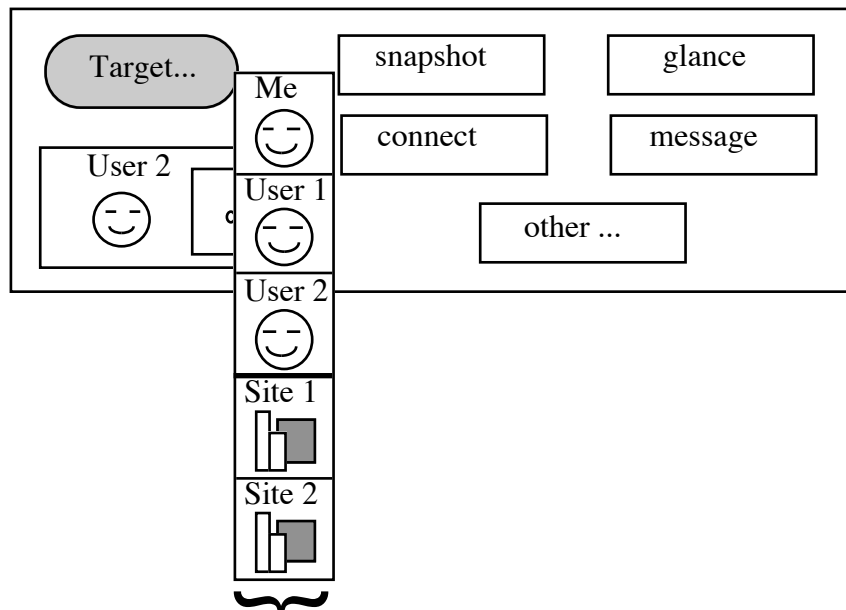 Target...
snapshot
glance
Me
connect
message
User 2
User 1
other ...
User 2
Site 1
Site 2